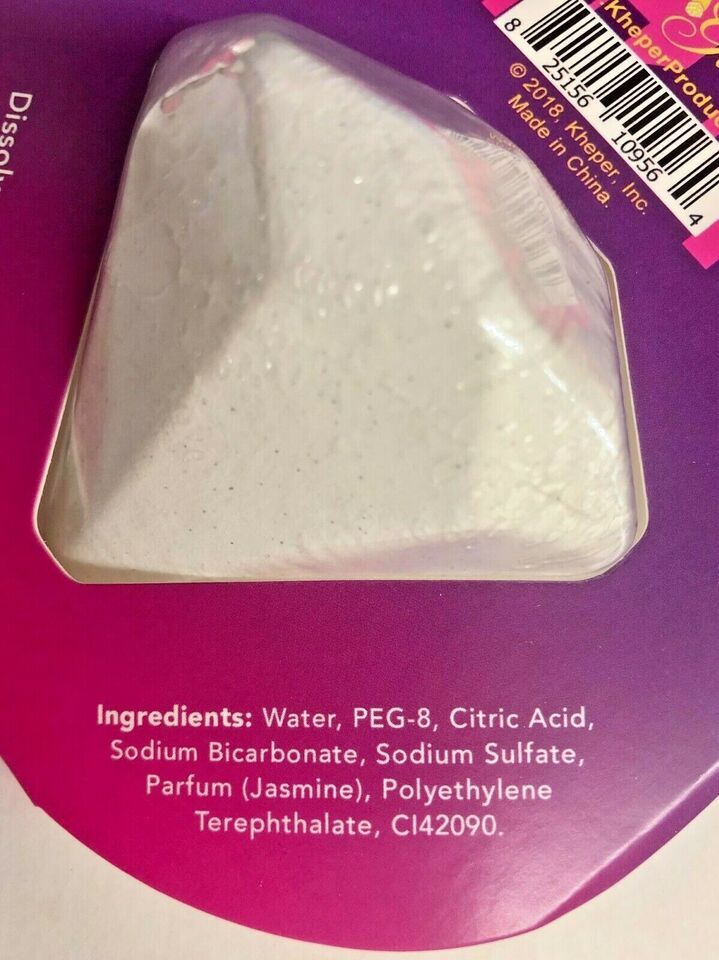 KheperProduc
8 25156 10956 4
© 2018, Kheper, Inc.
Made in China.
Ingredients: Water, PEG-8, Citric Acid,
Sodium Bicarbonate, Sodium Sulfate,
Parfum (Jasmine), Polyethylene
Terephthalate, CI42090.